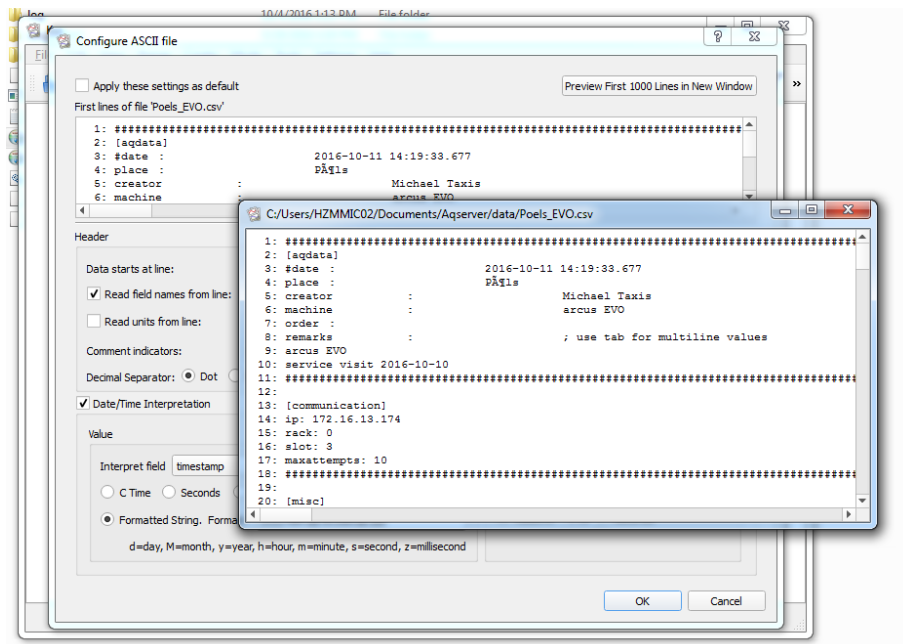 log 10/4/2016 1:13 PM File folder
Configure ASCII file
Apply these settings as default
Preview First 1000 Lines in New Window
»
First lines of file 'Poels_EVO.csv'
1: ############################################################################################
2: [aqdata]
3: #date : 2016-10-11 14:19:33.677
4: place : Pöls
5: creator : Michael Taxis
6: machine : arcus EVO
C:/Users/HZMMIC02/Documents/Aqserver/data/Poels_EVO.csv
1: ####################################################################################
2: [aqdata]
3: #date : 2016-10-11 14:19:33.677
4: place : Pöls
5: creator : Michael Taxis
6: machine : arcus EVO
7: order :
8: remarks : ; use tab for multiline values
9: arcus EVO
10: service visit 2016-10-10
11: ####################################################################################
12:
13: [communication]
14: ip: 172.16.13.174
15: rack: 0
16: slot: 3
17: maxattempts: 10
18: ####################################################################################
19:
20: [misc]
Header
Data starts at line:
Read field names from line:
Read units from line:
Comment indicators:
Decimal Separator: Dot
Date/Time Interpretation
Value
Interpret field timestamp
C Time Seconds
Formatted String. Forma
d=day, M=month, y=year, h=hour, m=minute, s=second, z=millisecond
OK Cancel